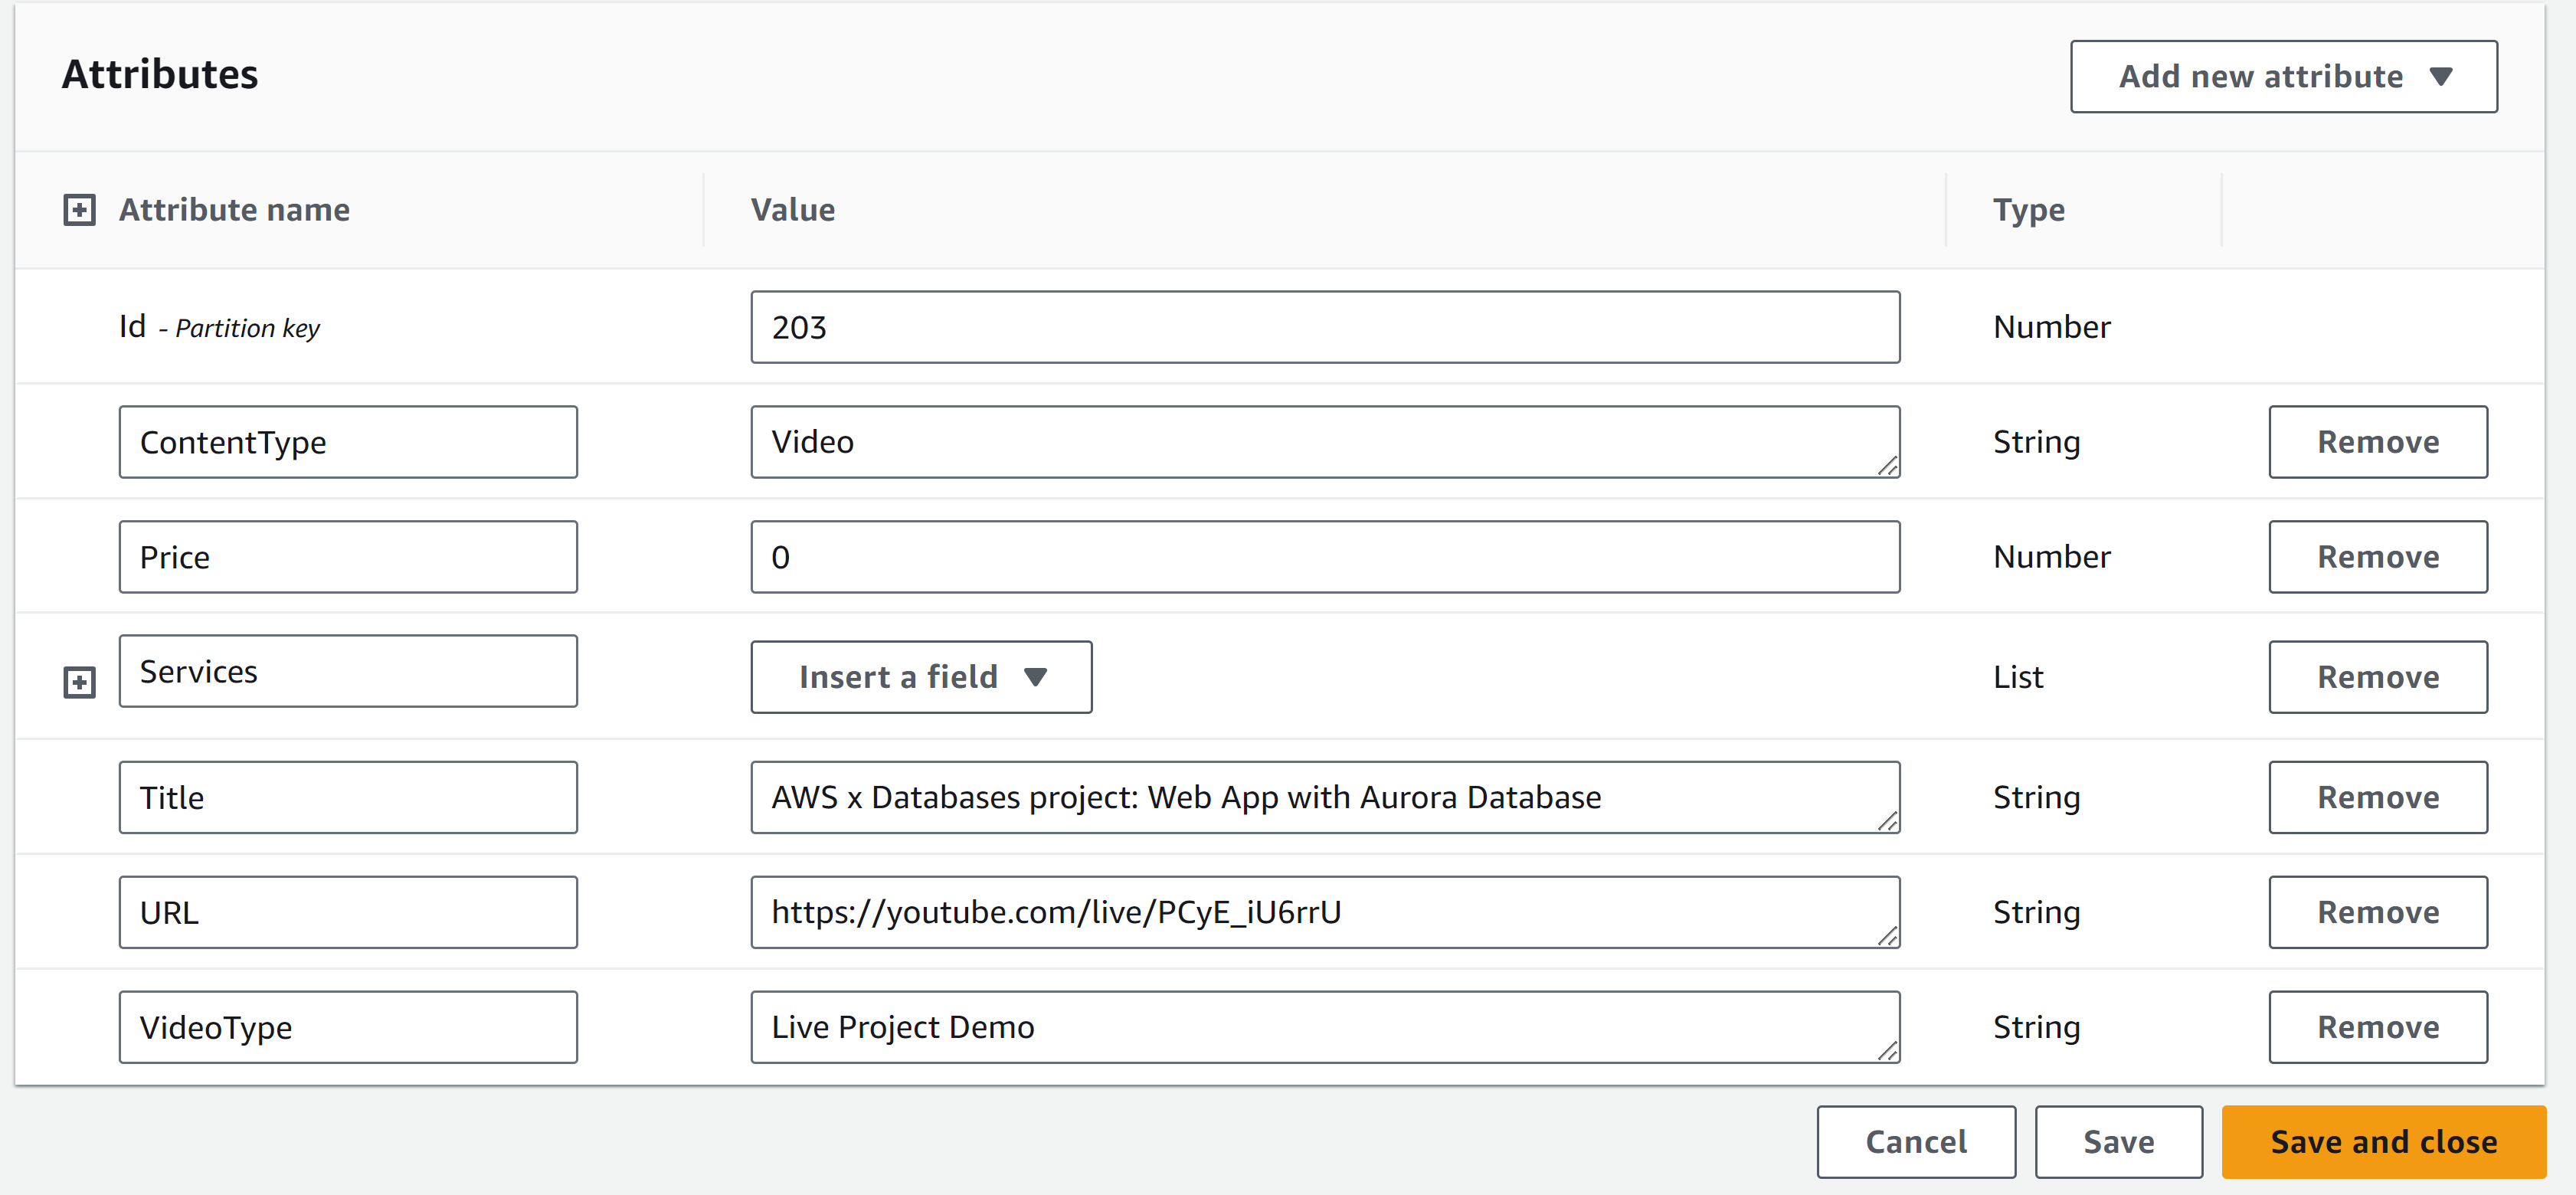 Attributes
Add new attribute
Attribute name Value Type
Id - Partition key 203 Number
ContentType Video String Remove
Price 0 Number Remove
Services Insert a field List Remove
Title AWS x Databases project: Web App with Aurora Database String Remove
URL https://youtube.com/live/PCyE_iU6rrU String Remove
VideoType Live Project Demo String Remove
Cancel Save Save and close